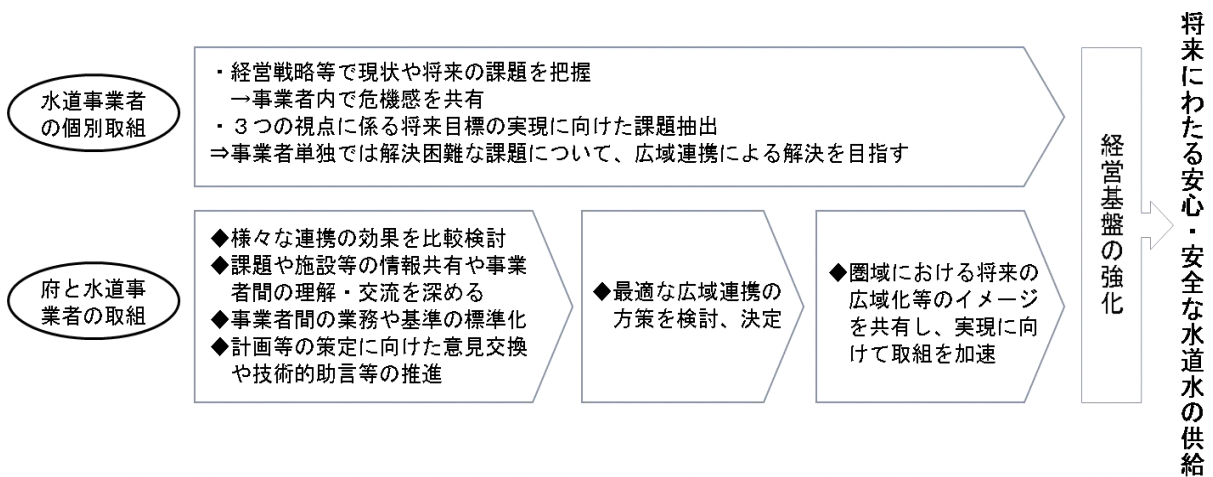 水道事業者
の個別取組
・経営戦略等で現状や将来の課題を把握
→事業者内で危機感を共有
・３つの視点に係る将来目標の実現に向けた課題抽出
⇒事業者単独では解決困難な課題について、広域連携による解決を目指す
府と水道事
業者の取組
◆様々な連携の効果を比較検討
◆課題や施設等の情報共有や事業
者間の理解・交流を深める
◆事業者間の業務や基準の標準化
◆計画等の策定に向けた意見交換
や技術的助言等の推進
◆最適な広域連携の
方策を検討、決定
◆圏域における将来の
広域化等のイメージ
を共有し、実現に向
けて取組を加速
経営基盤の強化
将来にわたる安心・安全な水道水の供給